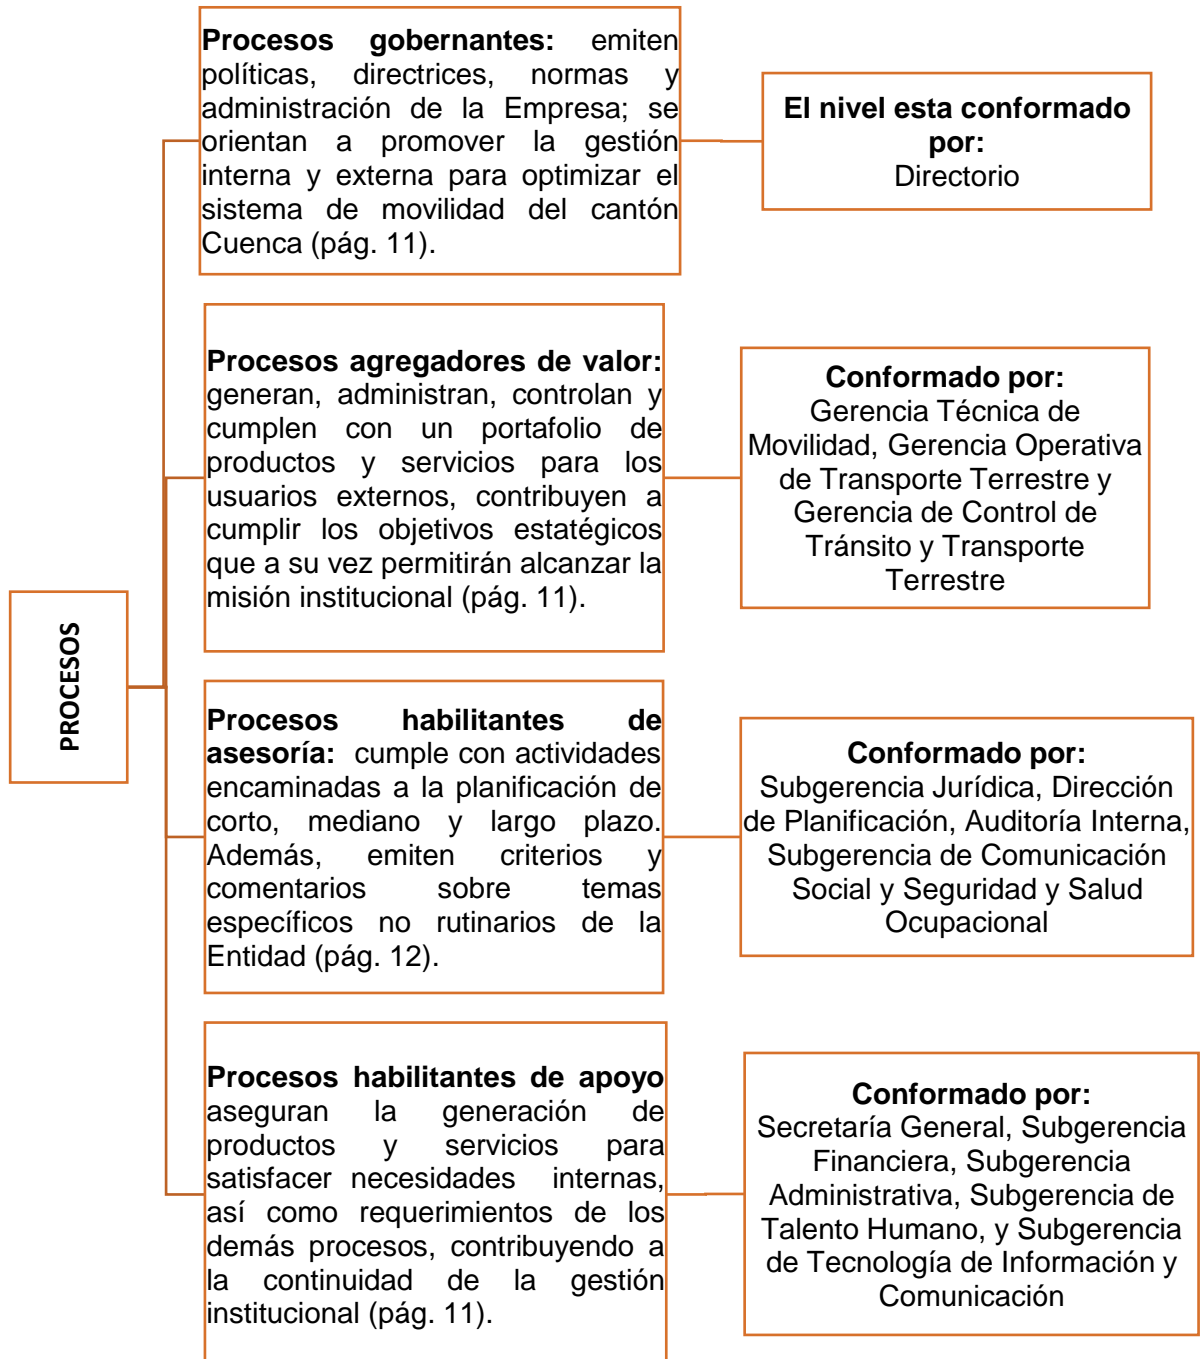 PROCESOS
Procesos gobernantes: emiten
políticas, directrices, normas y
administración de la Empresa; se
orientan a promover la gestión
interna y externa para optimizar el
sistema de movilidad del cantón
Cuenca (pág. 11).
El nivel esta conformado
por:
Directorio
Procesos agregadores de valor:
generan, administran, controlan y
cumplen con un portafolio de
productos y servicios para los
usuarios externos, contribuyen a
cumplir los objetivos estatégicos
que a su vez permitirán alcanzar la
misión institucional (pág. 11).
Conformado por:
Gerencia Técnica de
Movilidad, Gerencia Operativa
de Transporte Terrestre y
Gerencia de Control de
Tránsito y Transporte
Terrestre
Procesos habilitantes de
asesoría: cumple con actividades
encaminadas a la planificación de
corto, mediano y largo plazo.
Además, emiten criterios y
comentarios sobre temas
específicos no rutinarios de la
Entidad (pág. 12).
Conformado por:
Subgerencia Jurídica, Dirección
de Planificación, Auditoría Interna,
Subgerencia de Comunicación
Social y Seguridad y Salud
Ocupacional
Procesos habilitantes de apoyo
aseguran la generación de
productos y servicios para
satisfacer necesidades internas,
así como requerimientos de los
demás procesos, contribuyendo a
la continuidad de la gestión
institucional (pág. 11).
Conformado por:
Secretaría General, Subgerencia
Financiera, Subgerencia
Administrativa, Subgerencia de
Talento Humano, y Subgerencia
de Tecnología de Información y
Comunicación